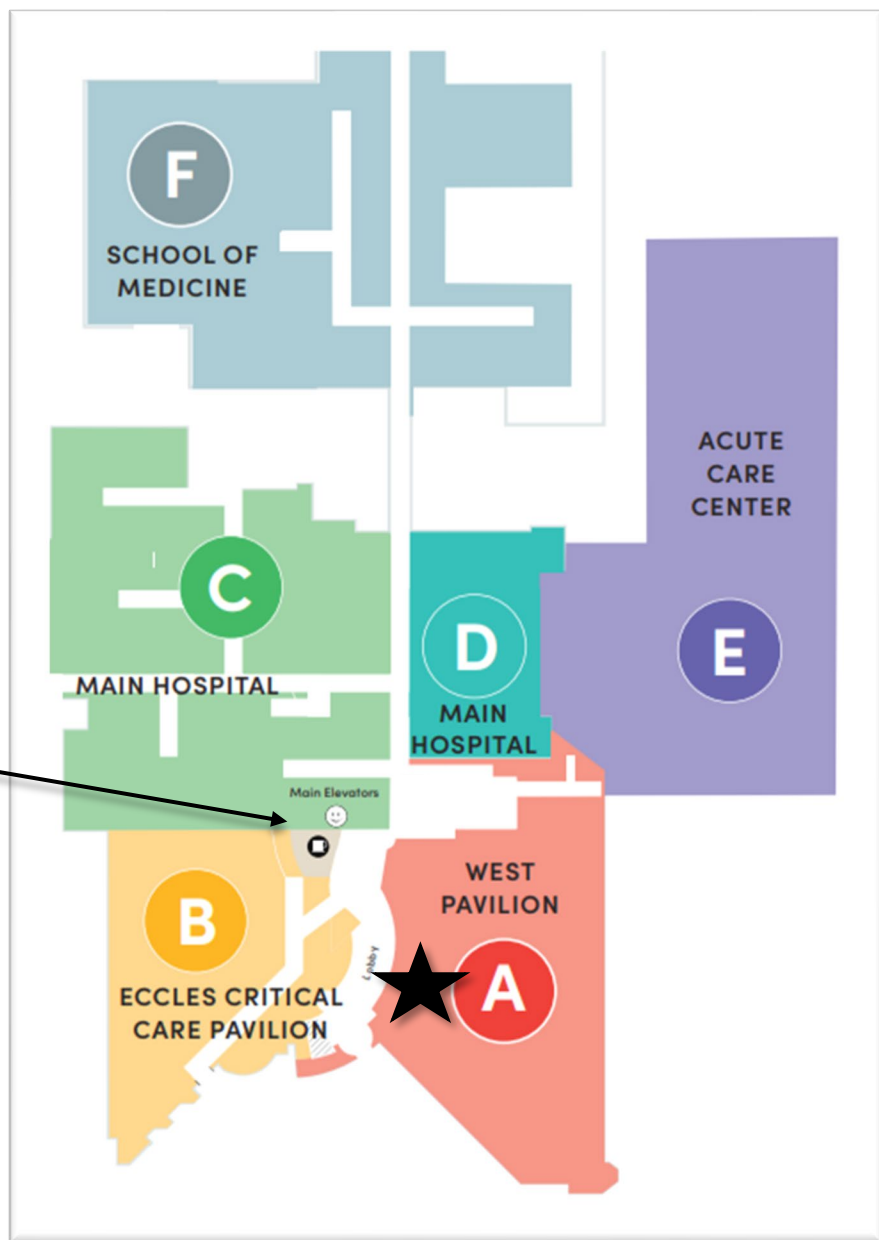 F
SCHOOL OF
MEDICINE
ACUTE
CARE
CENTER
C
D
E
MAIN HOSPITAL
MAIN
HOSPITAL
Main Elevators
WEST
PAVILION
B
Lobby
A
ECCLES CRITICAL
CARE PAVILION